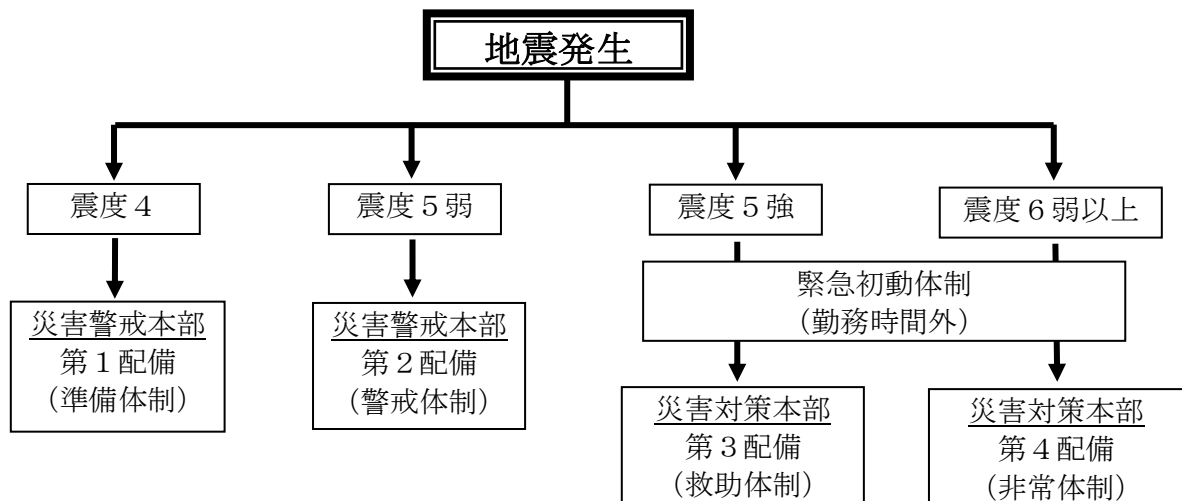 地震発生
震度４
震度５弱
震度５強
震度６弱以上
緊急初動体制
（勤務時間外）
災害警戒本部
第１配備
（準備体制）
災害警戒本部
第２配備
（警戒体制）
災害対策本部
第３配備
（救助体制）
災害対策本部
第４配備
（非常体制）